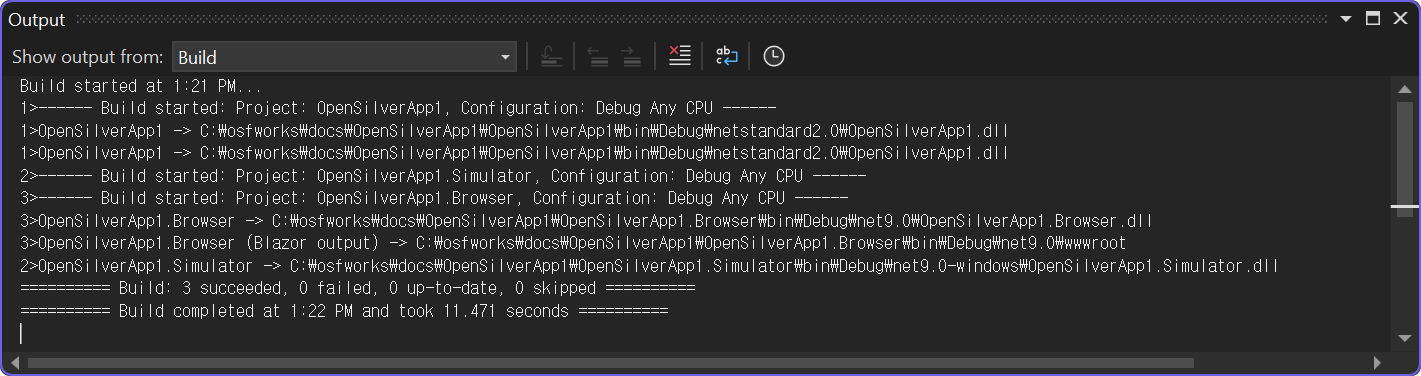 Output
Show output from: Build
Build started at 1:21 PM...
1>------ Build started: Project: OpenSilverApp1, Configuration: Debug Any CPU ------
1>OpenSilverApp1 -> C:₩osfworks₩docs₩OpenSilverApp1₩OpenSilverApp1₩bin₩Debug₩netstandard2.0₩OpenSilverApp1.dll
1>OpenSilverApp1 -> C:₩osfworks₩docs₩OpenSilverApp1₩OpenSilverApp1₩bin₩Debug₩netstandard2.0₩OpenSilverApp1.dll
2>------ Build started: Project: OpenSilverApp1.Simulator, Configuration: Debug Any CPU ------
3>------ Build started: Project: OpenSilverApp1.Browser, Configuration: Debug Any CPU ------
3>OpenSilverApp1.Browser -> C:₩osfworks₩docs₩OpenSilverApp1₩OpenSilverApp1.Browser₩bin₩Debug₩net9.0₩OpenSilverApp1.Browser.dll
3>OpenSilverApp1.Browser (Blazor output) -> C:₩osfworks₩docs₩OpenSilverApp1₩OpenSilverApp1.Browser₩bin₩Debug₩net9.0₩wwwroot
2>OpenSilverApp1.Simulator -> C:₩osfworks₩docs₩OpenSilverApp1₩OpenSilverApp1.Simulator₩bin₩Debug₩net9.0-windows₩OpenSilverApp1.Simulator.dll
========== Build: 3 succeeded, 0 failed, 0 up-to-date, 0 skipped ==========
========== Build completed at 1:22 PM and took 11.471 seconds ==========